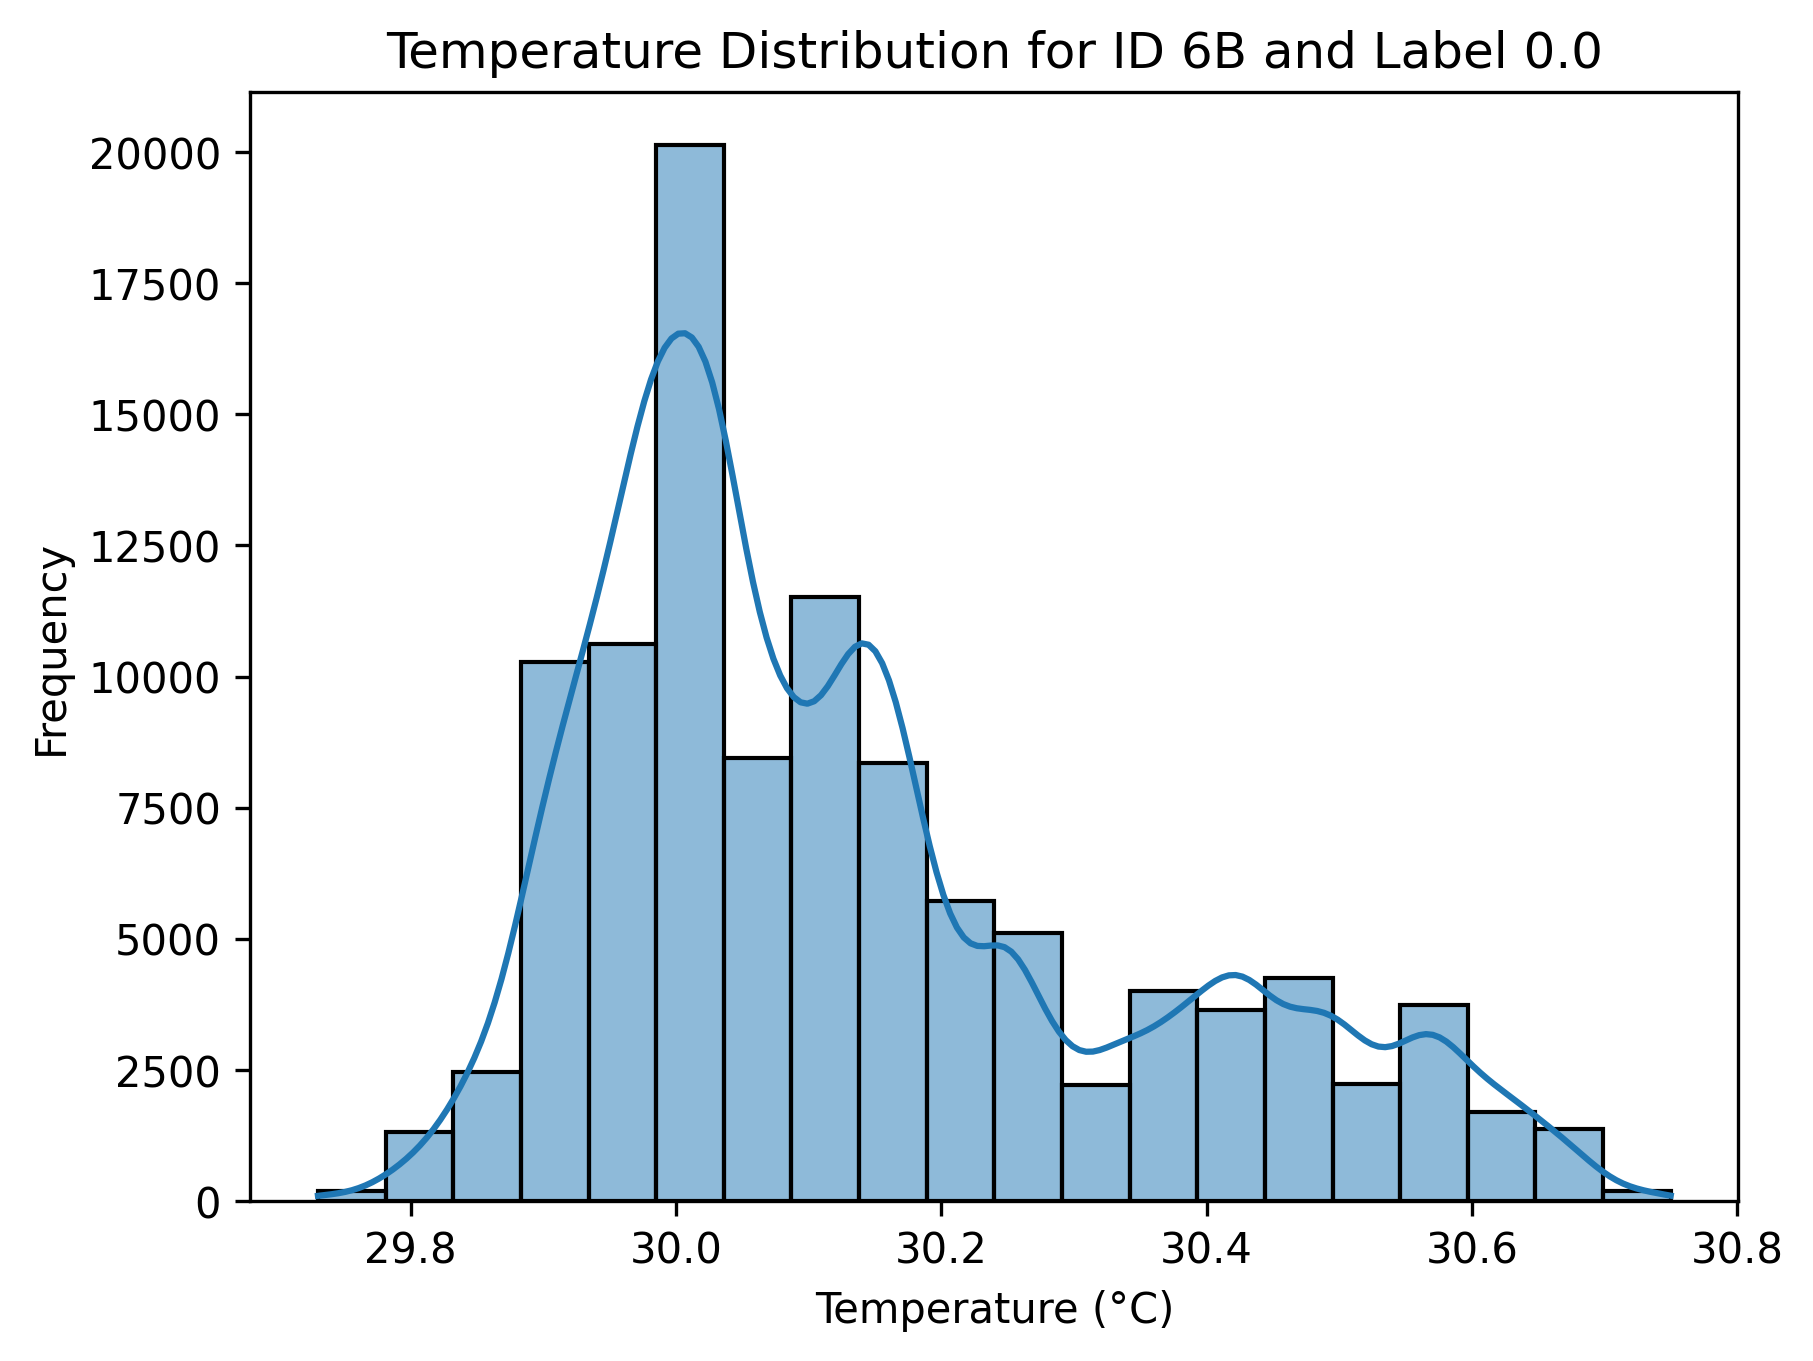 Temperature Distribution for ID 6B and Label 0.0
20000
17500
15000
12500
10000
7500
5000
2500
0
Frequency
29.8 30.0 30.2 30.4 30.6 30.8
Temperature (°C)